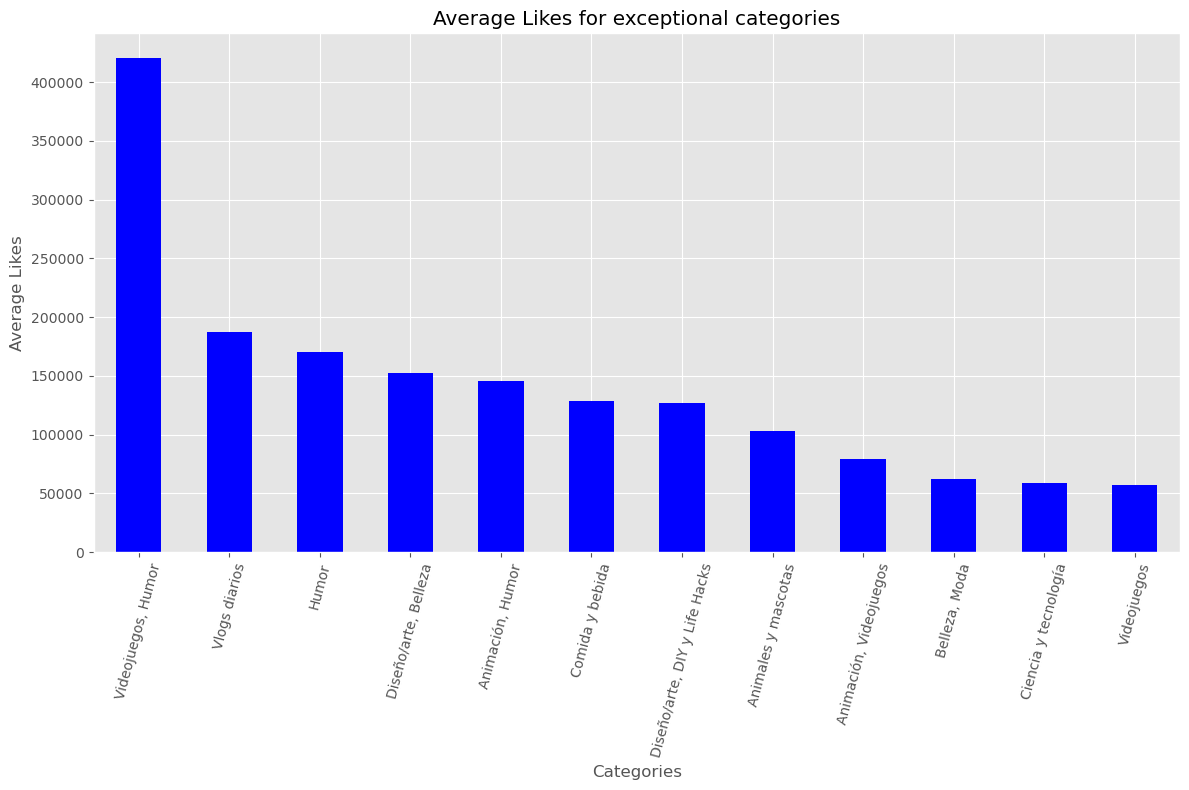 Average Likes for exceptional categories
Average Likes
400000
350000
300000
250000
200000
150000
100000
50000
0
Videojuegos, Humor
Vlogs diarios
Humor
Diseño/arte, Belleza
Animación, Humor
Comida y bebida
Diseño/arte, DIY y Life Hacks
Animales y mascotas
Animación, Videojuegos
Belleza, Moda
Ciencia y tecnología
Videojuegos
Categories